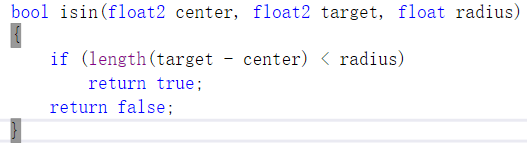 bool isin(float2 center, float2 target, float radius)
{
    if (length(target - center) < radius)
        return true;
    return false;
}